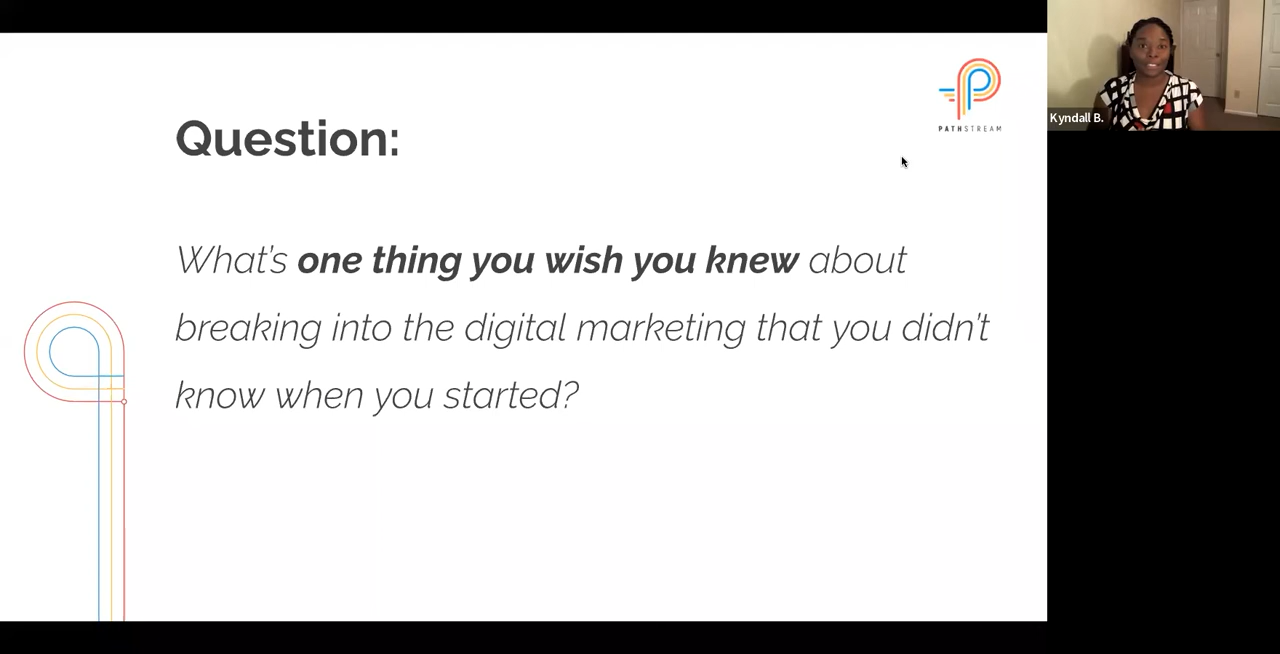 Question:
PATHSTREAM
What's one thing you wish you knew about
breaking into the digital marketing that you didn't
know when you started?
Kyndall B.